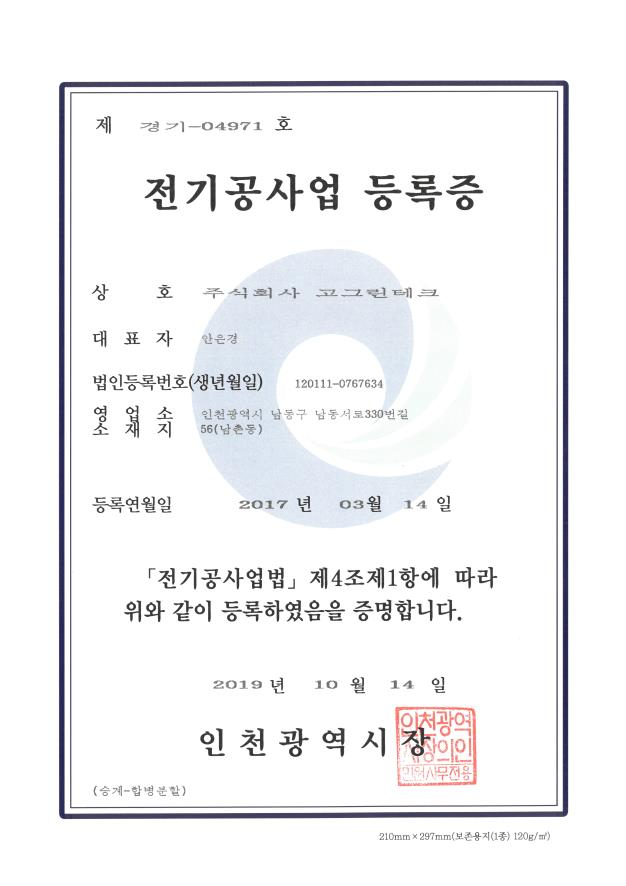 제 경기-04971 호
전기공사업 등록증
상 호 주식회사 고그린테크
대 표 자 안은경
법인등록번호(생년월일) 120111-0767634
영 업 소 인천광역시 남동구 남동서로330번길
소 재 지 56(남촌동)
등록연월일 2017 년 03월 14 일
「전기공사업법」 제4조제1항에 따라
위와 같이 등록하였음을 증명합니다.
2019 년 10 월 14 일
인 천 광 역 시 장
인천광역
시장의인
민원사무전용
(승계-합병분할)
210mm×297mm(보존용지(1종) 120g/㎡)